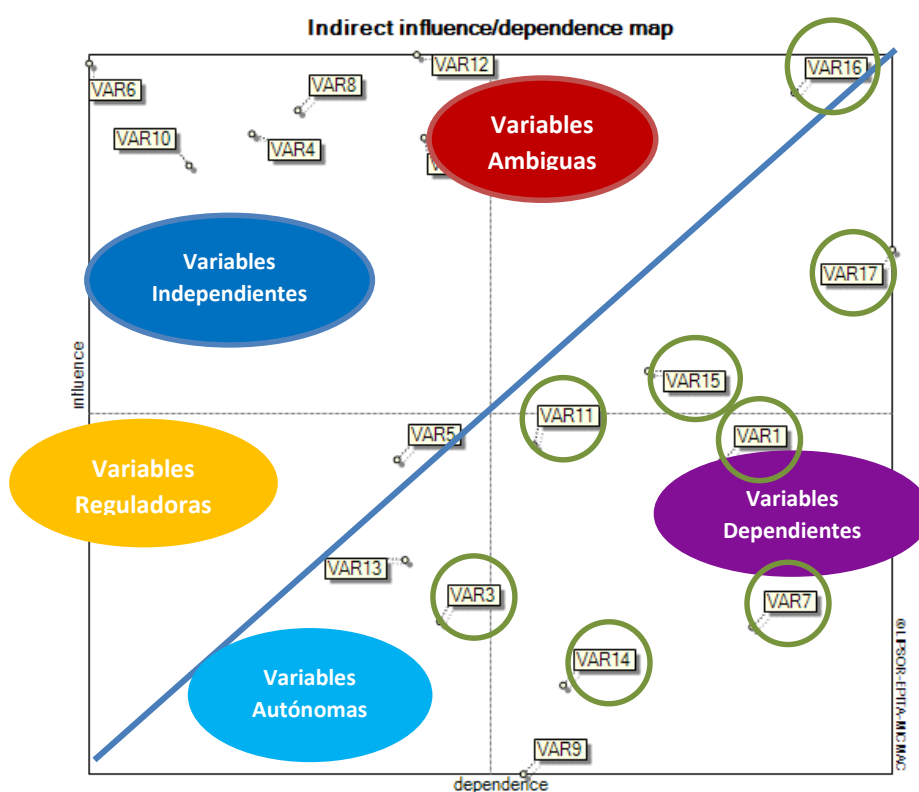 Indirect influence/dependence map
VAR12
VAR16
VAR6
VAR8
VAR10
VAR4
Variables
Ambiguas
Variables
Independientes
VAR17
influence
VAR15
VAR11
VAR5
VAR1
Variables
Reguladoras
Variables
Dependientes
VAR13
VAR3
VAR7
Variables
Autónomas
VAR14
VAR9
dependence
© LIPSOR-EPITA-MICMAC